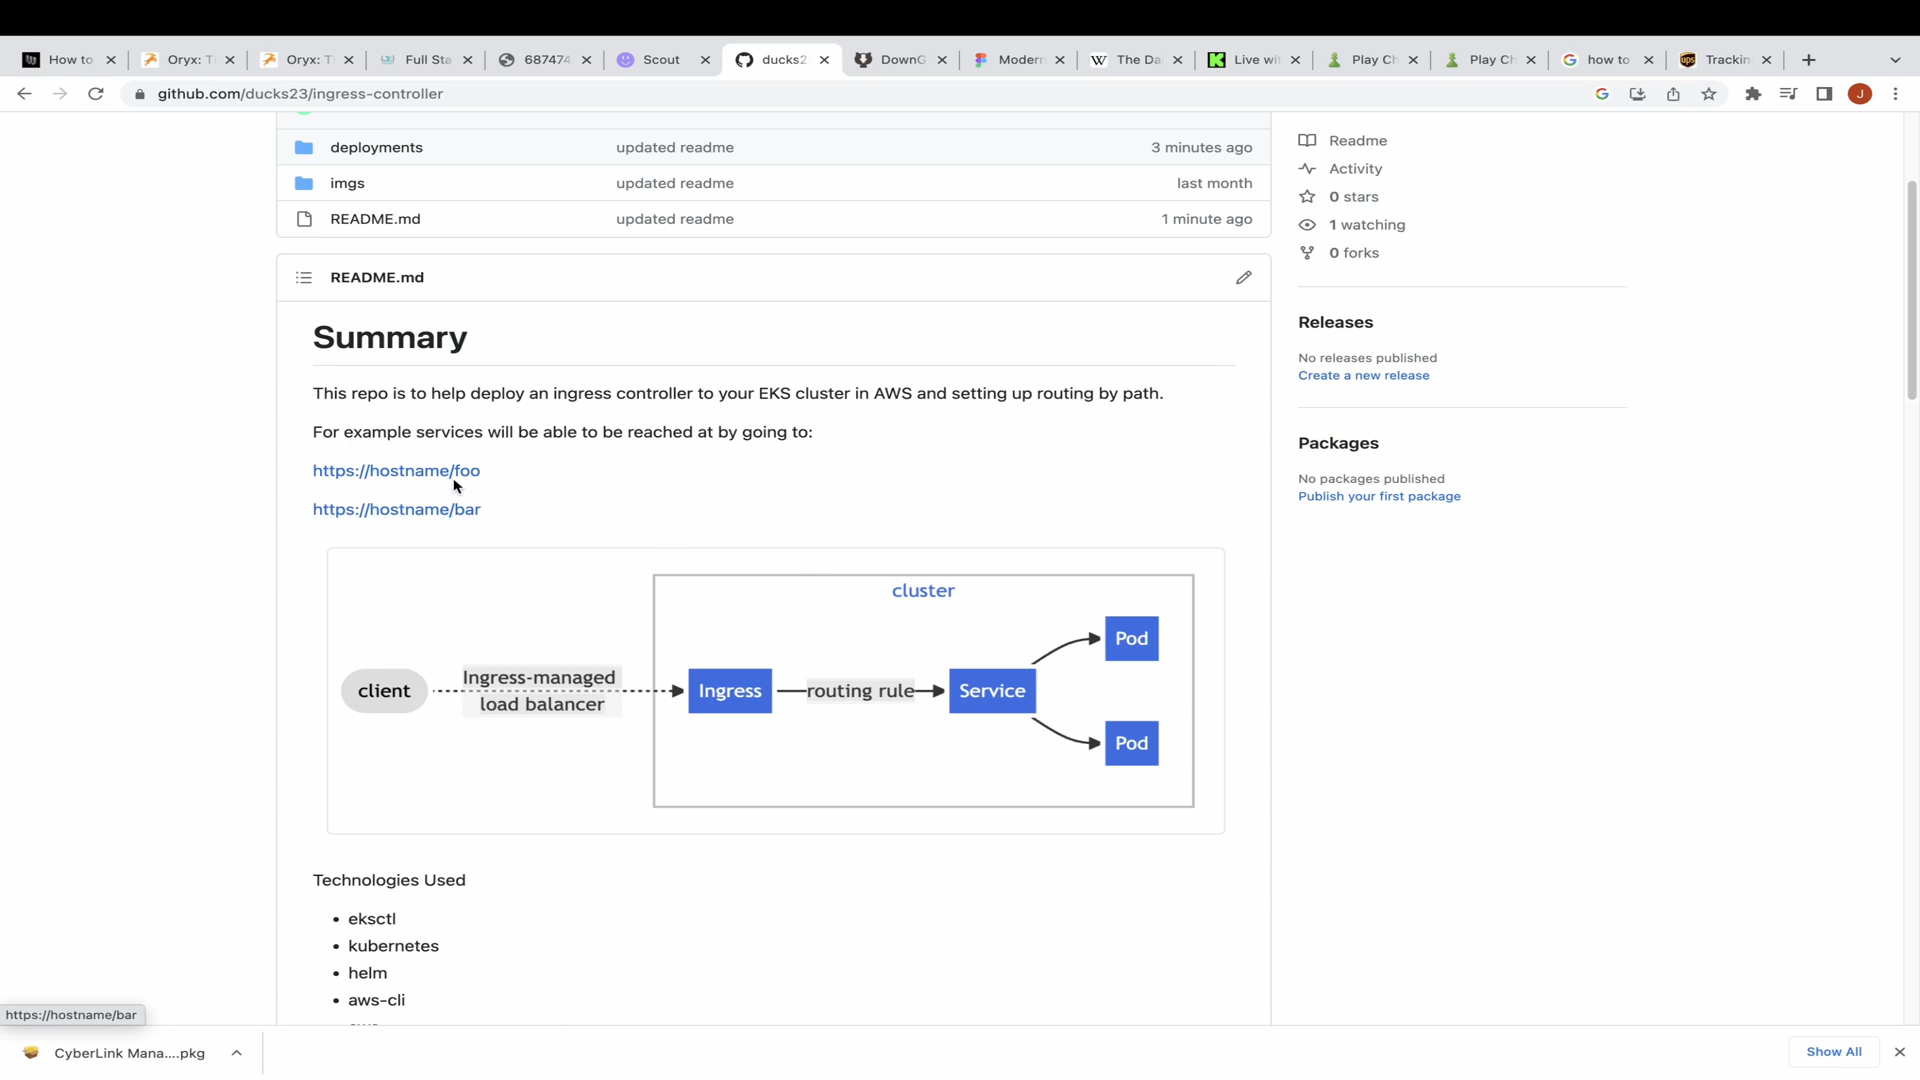 How to
Oryx: T
Oryx: T
Full Sta
687474
Scout
ducks2
DownG
Modern
The Da
Live wi
Play Ch
Play Ch
how to
Trackin
github.com/ducks23/ingress-controller
J
deployments updated readme 3 minutes ago
imgs updated readme last month
README.md updated readme 1 minute ago
README.md
Summary
This repo is to help deploy an ingress controller to your EKS cluster in AWS and setting up routing by path.
For example services will be able to be reached at by going to:
https://hostname/foo
https://hostname/bar
cluster
client
Ingress-managed
load balancer
Ingress
routing rule
Service
Pod
Pod
Technologies Used
• eksctl
• kubernetes
• helm
• aws-cli
Readme
Activity
0 stars
1 watching
0 forks
Releases
No releases published
Create a new release
Packages
No packages published
Publish your first package
https://hostname/bar
CyberLink Mana....pkg
Show All